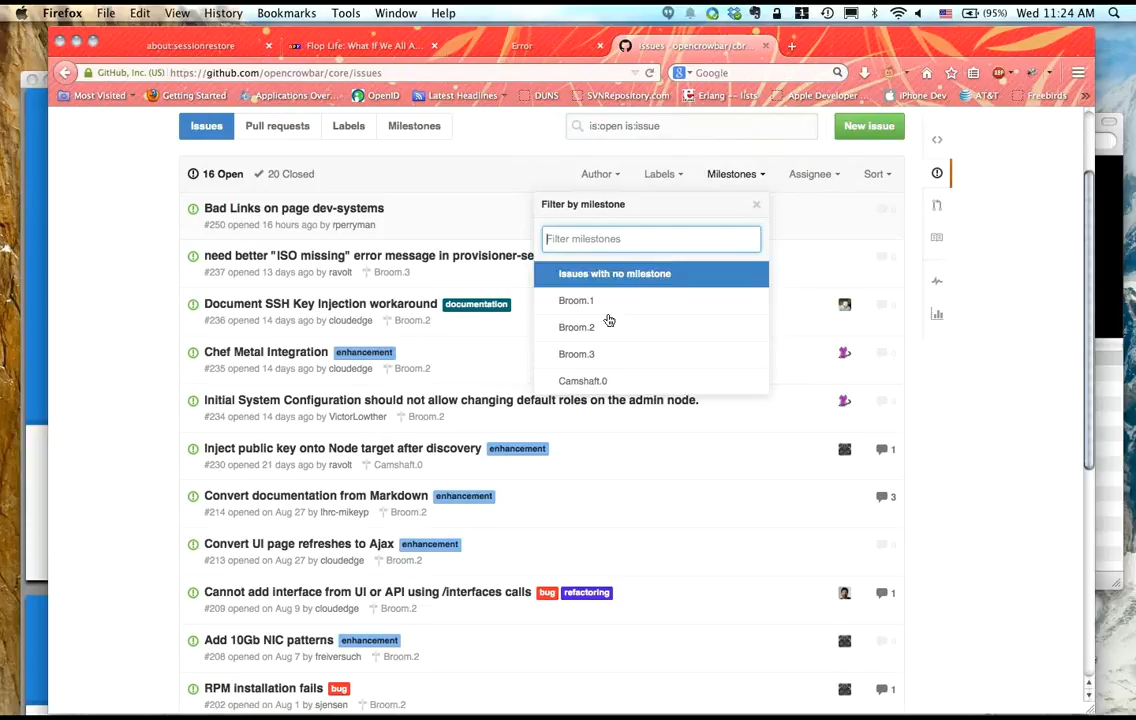 Firefox File Edit View History Bookmarks Tools Window Help (95%) Wed 11:24 AM
about:sessionrestore × Flop Life: What If We All A... × Error × Issues · opencrowbar/cor... × +
GitHub, Inc. (US) https://github.com/opencrowbar/core/issues Google
Most Visited Getting Started Applications Over... OpenID Latest Headlines DUNS SVNRepository.com Erlang -- lists Apple Developer... iPhone Dev AT&T Freebirds »
Issues Pull requests Labels Milestones is:open is:issue New issue
16 Open 20 Closed Author Labels Milestones Assignee Sort
Filter by milestone ×
Filter milestones
Issues with no milestone
Broom.1
Broom.2
Broom.3
Camshaft.0
Bad Links on page dev-systems
#250 opened 16 hours ago by rperryman
need better "ISO missing" error message in provisioner-se
#237 opened 13 days ago by ravolt Broom.3
Document SSH Key Injection workaround documentation
#236 opened 14 days ago by cloudedge Broom.2
Chef Metal Integration enhancement
#235 opened 14 days ago by cloudedge Broom.2
Initial System Configuration should not allow changing default roles on the admin node.
#234 opened 14 days ago by VictorLowther Broom.2
Inject public key onto Node target after discovery enhancement 1
#230 opened 21 days ago by ravolt Camshaft.0
Convert documentation from Markdown enhancement 3
#214 opened on Aug 27 by lhrc-mikeyp Broom.2
Convert UI page refreshes to Ajax enhancement
#213 opened on Aug 27 by cloudedge Broom.2
Cannot add interface from UI or API using /interfaces calls bug refactoring 1
#209 opened on Aug 9 by cloudedge Broom.2
Add 10Gb NIC patterns enhancement
#208 opened on Aug 7 by freiversuch Broom.2
RPM installation fails bug 1
#202 opened on Aug 1 by sjensen Broom.2